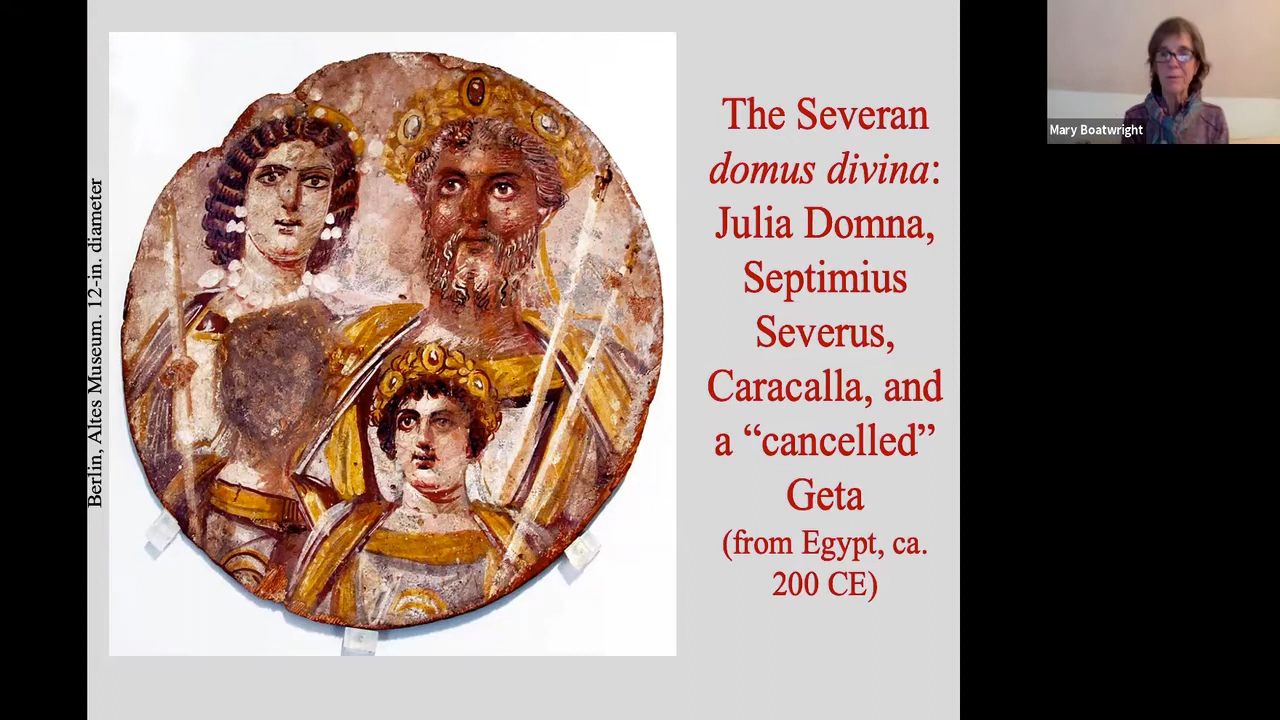 Berlin, Altes Museum. 12-in. diameter
The Severan
domus divina:
Julia Domna,
Septimius
Severus,
Caracalla, and
a “cancelled”
Geta
(from Egypt, ca.
200 CE)
Mary Boatwright